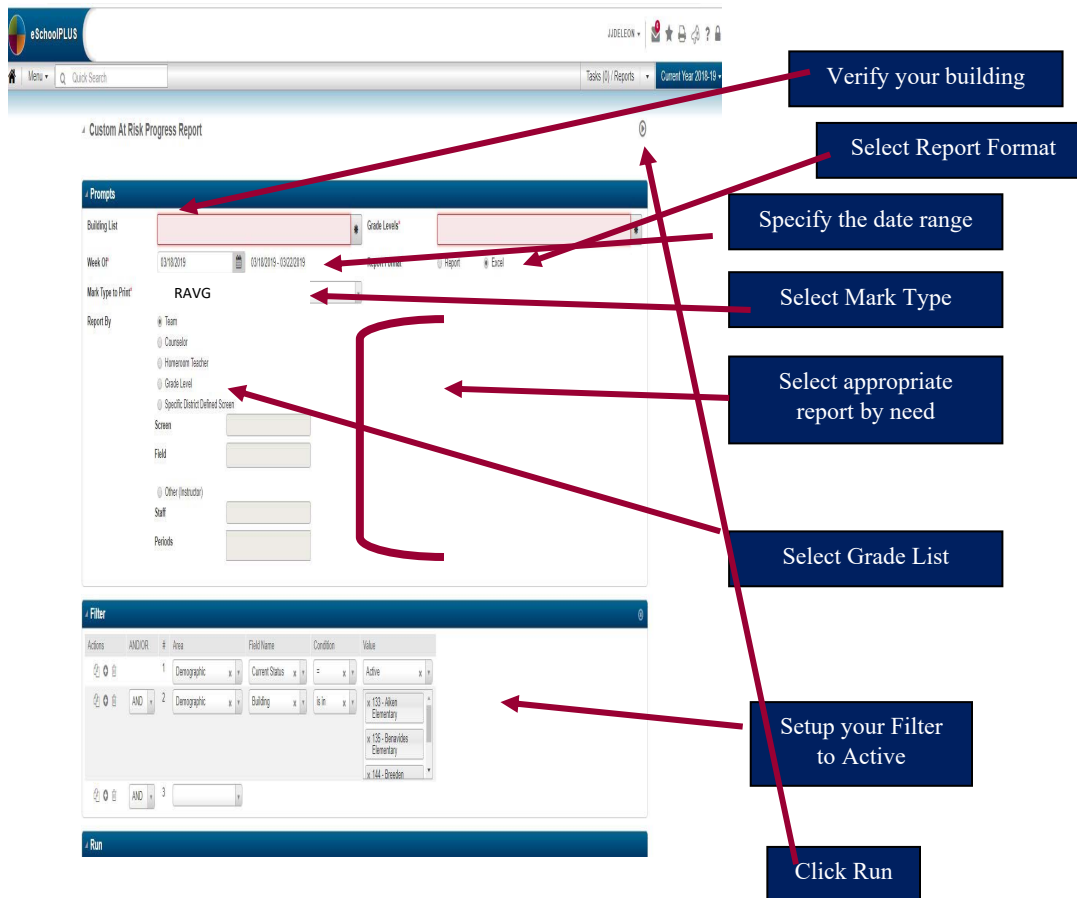 eSchoolPLUS
JJDELEON
?
Menu
Quick Search
Tasks (0) / Reports
Current Year 2018-19
Verify your building
Custom At Risk Progress Report
Select Report Format
Prompts
Building List
Grade Levels*
Specify the date range
Week Of*
03/18/2019
03/18/2019 - 03/22/2019
Report Format
Report
Excel
Mark Type to Print*
RAVG
Select Mark Type
Report By
Team
Counselor
Homeroom Teacher
Grade Level
Specific District Defined Screen
Screen
Field
Select appropriate
report by need
Other (Instructor)
Staff
Periods
Select Grade List
Filter
Actions AND/OR # Area Field Name Condition Value
1 Demographic x Current Status x = x Active x
AND 2 Demographic x Building x is in x x 133 - Aiken
Elementary
x 135 - Benavides
Elementary
x 144 - Breeden
AND 3
Setup your Filter
to Active
Run
Click Run